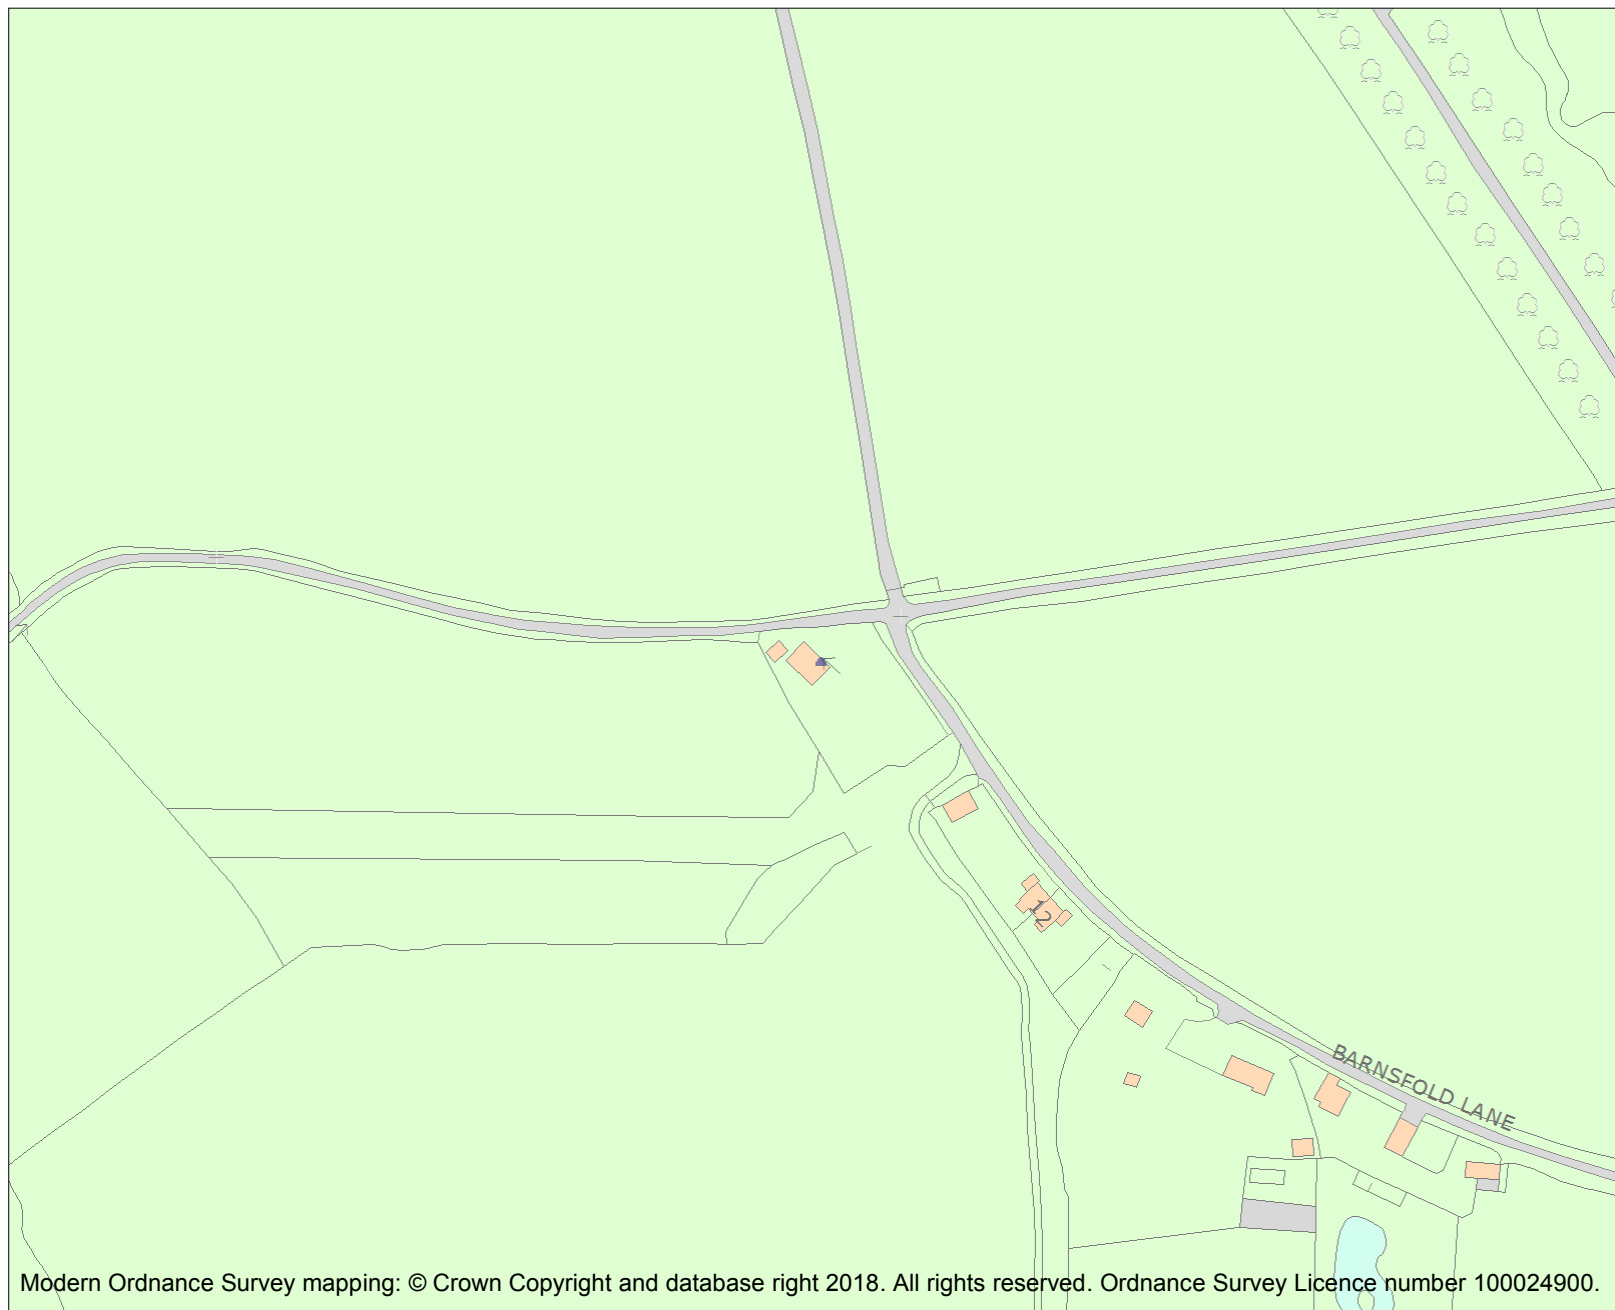 12
BARNSFOLD LANE
Modern Ordnance Survey mapping: © Crown Copyright and database right 2018. All rights reserved. Ordnance Survey Licence number 100024900.